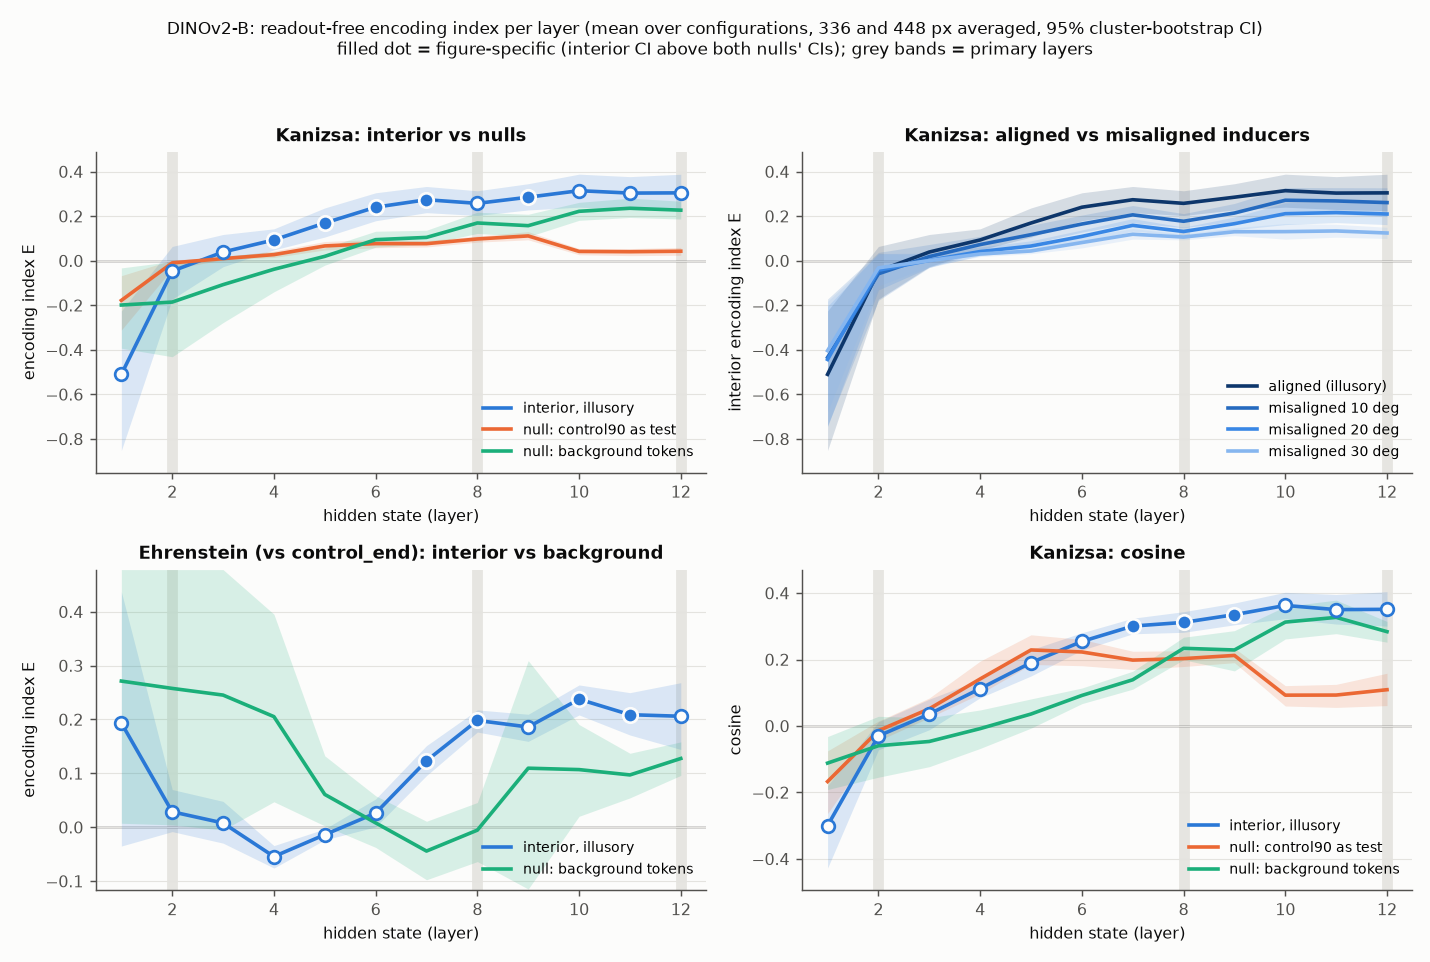 DINOv2-B: readout-free encoding index per layer (mean over configurations, 336 and 448 px averaged, 95% cluster-bootstrap CI)
filled dot = figure-specific (interior CI above both nulls' CIs); grey bands = primary layers
Kanizsa: interior vs nulls
encoding index E
0.4
0.2
0.0
−0.2
−0.4
−0.6
−0.8
2
4
6
8
10
12
hidden state (layer)
interior, illusory
null: control90 as test
null: background tokens
Kanizsa: aligned vs misaligned inducers
interior encoding index E
0.4
0.2
0.0
−0.2
−0.4
−0.6
−0.8
2
4
6
8
10
12
hidden state (layer)
aligned (illusory)
misaligned 10 deg
misaligned 20 deg
misaligned 30 deg
Ehrenstein (vs control_end): interior vs background
encoding index E
0.4
0.3
0.2
0.1
0.0
−0.1
2
4
6
8
10
12
hidden state (layer)
interior, illusory
null: background tokens
Kanizsa: cosine
cosine
0.4
0.2
0.0
−0.2
−0.4
2
4
6
8
10
12
hidden state (layer)
interior, illusory
null: control90 as test
null: background tokens